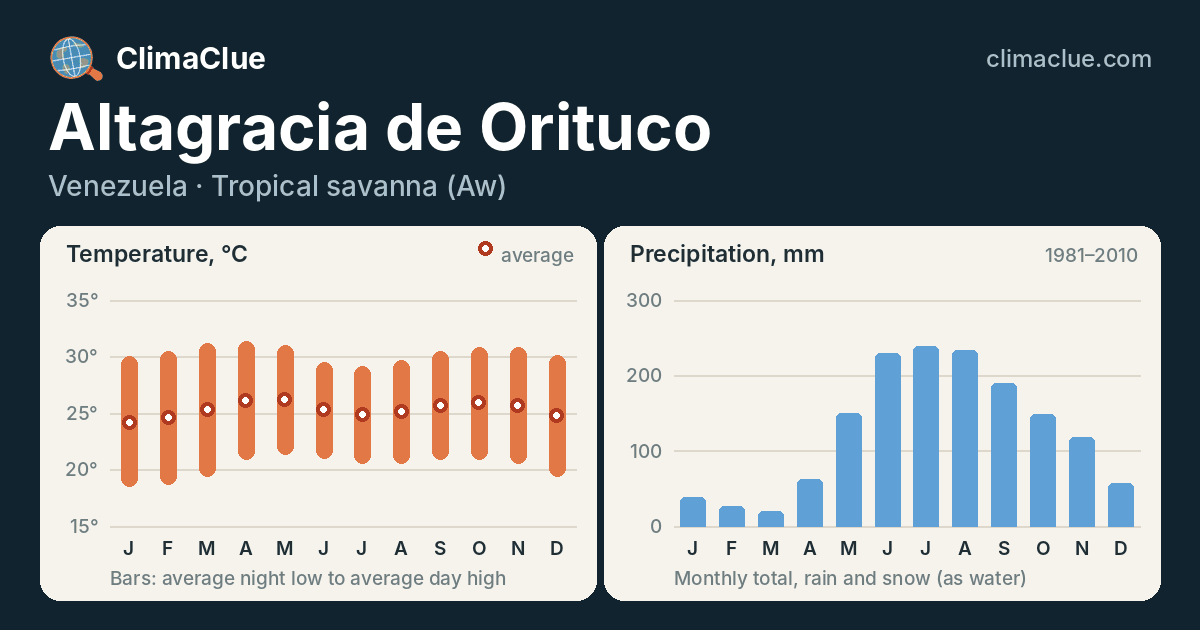 ClimaClue
climaclue.com
Altagracia de Orituco
Venezuela · Tropical savanna (Aw)
Temperature, °C
average
35°
30°
25°
20°
15°
J F M A M J J A S O N D
Bars: average night low to average day high
Precipitation, mm
1981–2010
300
200
100
0
J F M A M J J A S O N D
Monthly total, rain and snow (as water)